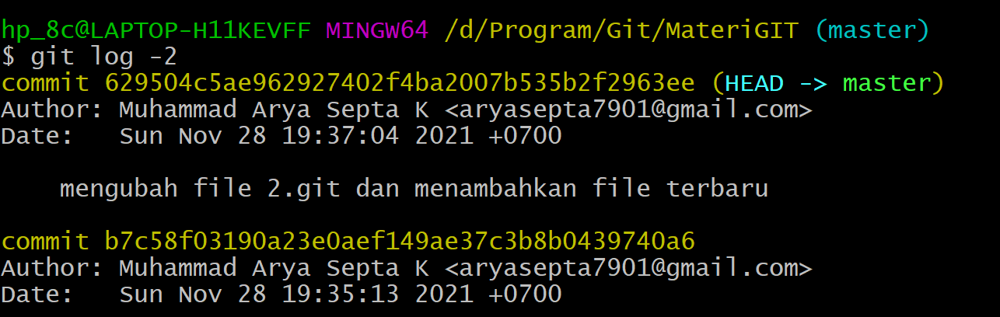 hp_8c@LAPTOP-H11KEVFF MINGW64 /d/Program/Git/MateriGIT (master)
$ git log -2
commit 629504c5ae962927402f4ba2007b535b2f2963ee (HEAD -> master)
Author: Muhammad Arya Septa K <aryasepta7901@gmail.com>
Date:   Sun Nov 28 19:37:04 2021 +0700
    mengubah file 2.git dan menambahkan file terbaru
commit b7c58f03190a23e0aef149ae37c3b8b0439740a6
Author: Muhammad Arya Septa K <aryasepta7901@gmail.com>
Date:   Sun Nov 28 19:35:13 2021 +0700